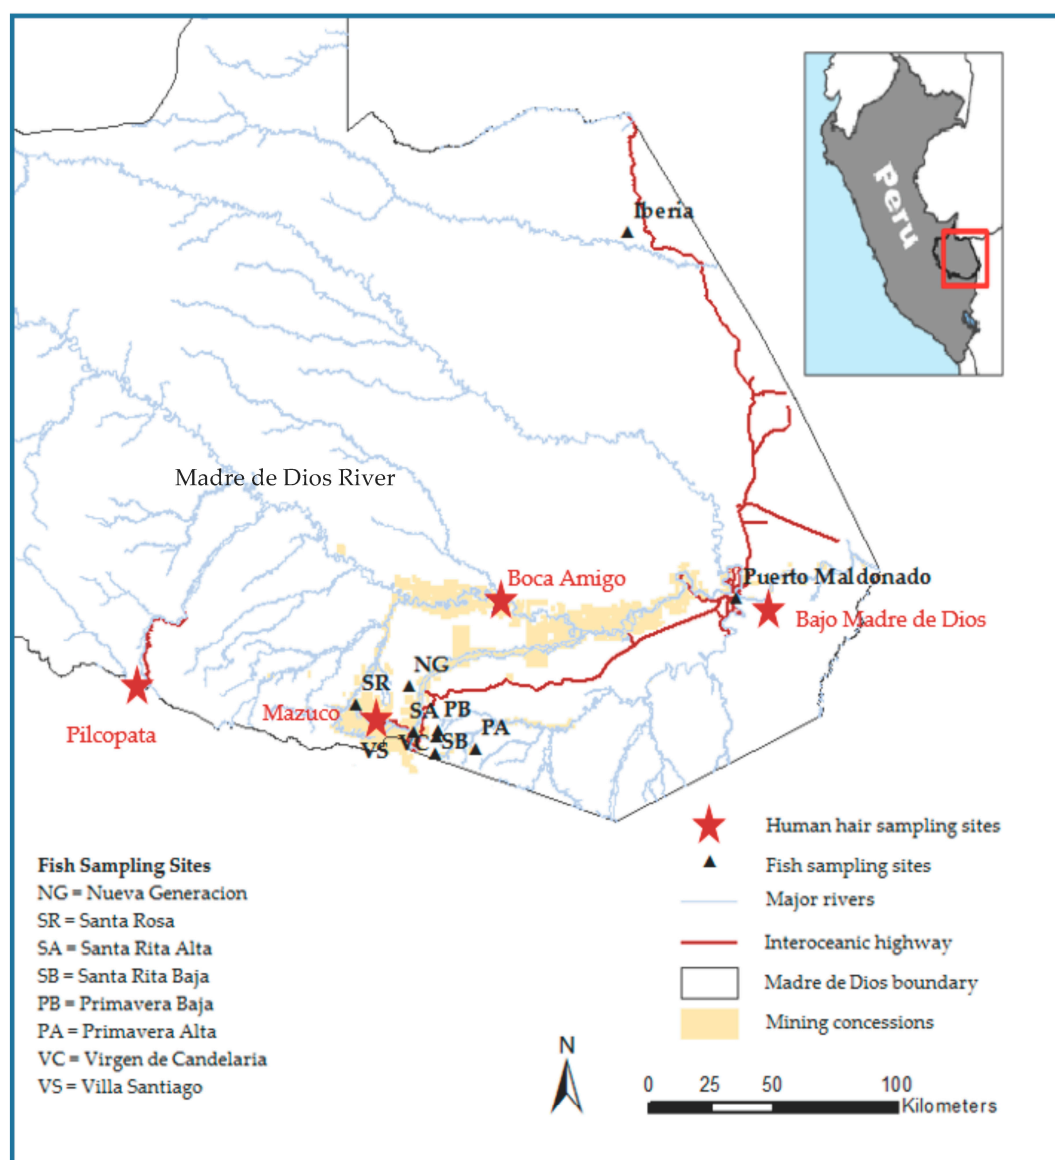 Peru
Iberia
Madre de Dios River
Boca Amigo
Puerto Maldonado
Bajo Madre de Dios
NG
SR
Mazuco
SA
PB
PA
VS
VC
SB
Pilcopata
Human hair sampling sites
Fish sampling sites
Major rivers
Interoceanic highway
Madre de Dios boundary
Mining concessions
Fish Sampling Sites
NG = Nueva Generacion
SR = Santa Rosa
SA = Santa Rita Alta
SB = Santa Rita Baja
PB = Primavera Baja
PA = Primavera Alta
VC = Virgen de Candelaria
VS = Villa Santiago
N
0 25 50 100
Kilometers